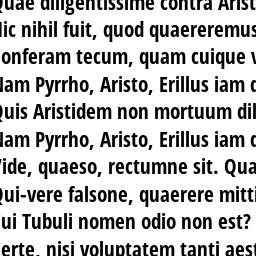 Quae diligentissime contra Arist
Hic nihil fuit, quod quaereremus
Conferam tecum, quam cuique v
Nam Pyrrho, Aristo, Erillus iam
Quis Aristidem non mortuum dil
Nam Pyrrho, Aristo, Erillus iam
Vide, quaeso, rectumne sit. Qua
Qui-vere falsone, quaerere mitti
Cui Tubuli nomen odio non est?
Certe, nisi voluptatem tanti aest